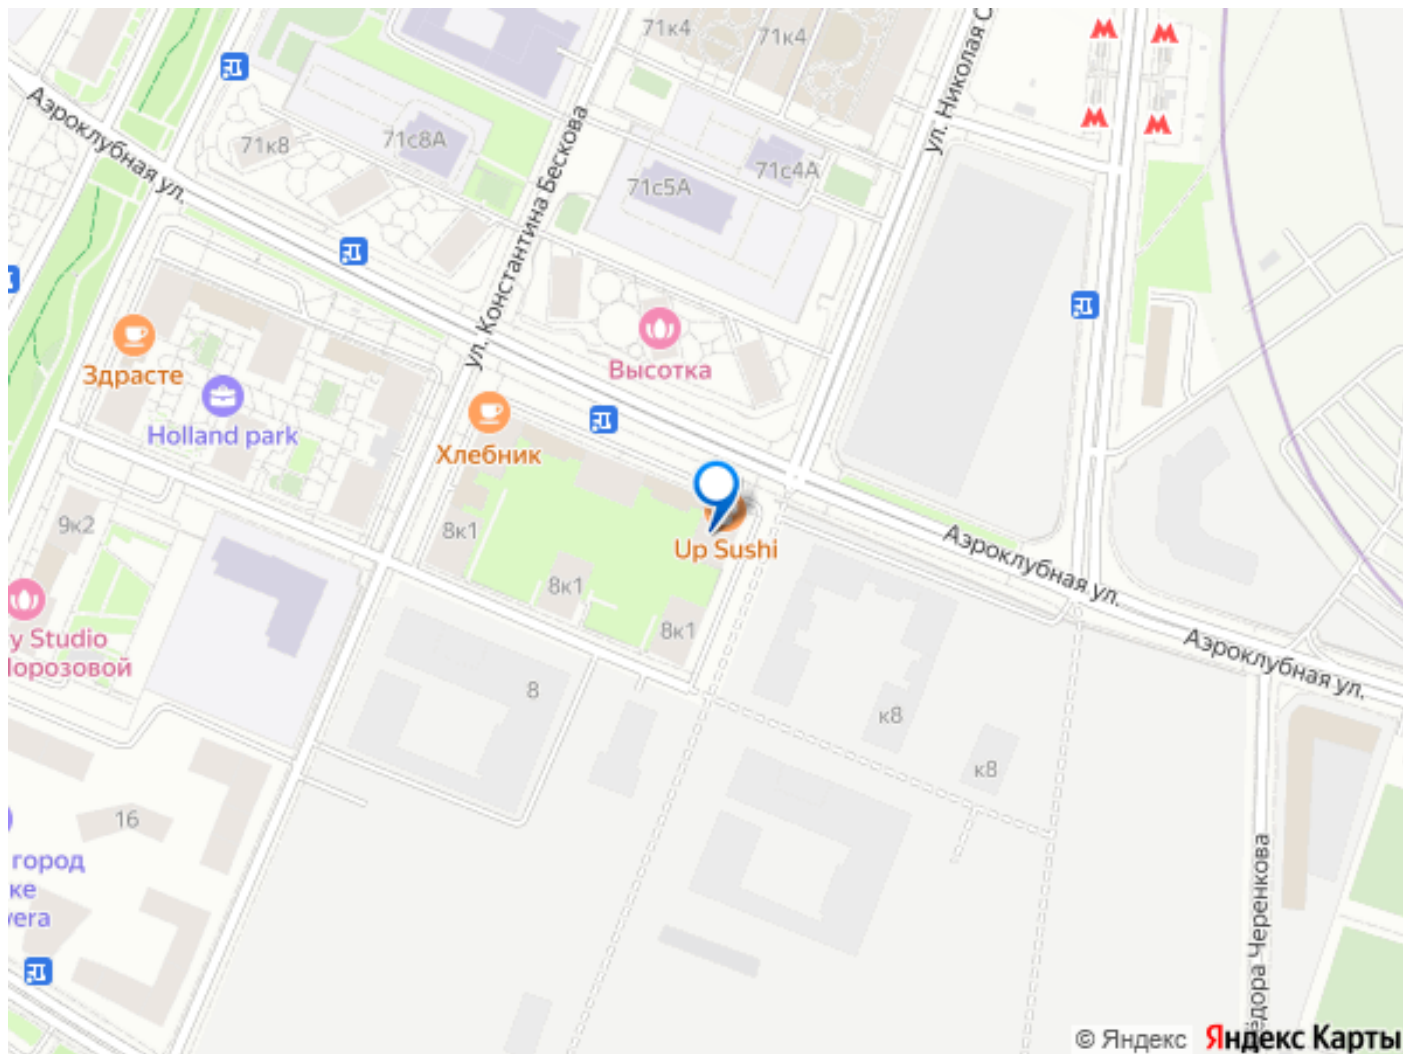 71к4
71к4
ул. Николая С
Аэроклубная ул.
71к8
71с8А
ул. Константина Бескова
71с5А
71с4А
Здрасте
Высотка
Holland park
Хлебник
9к2
8к1
Up Sushi
Аэроклубная ул.
8к1
8к1
y Studio
Морозовой
Аэроклубная ул.
8
к8
к8
16
город
ке
vera
ёдора Черенкова
© Яндекс
Яндекс Карты